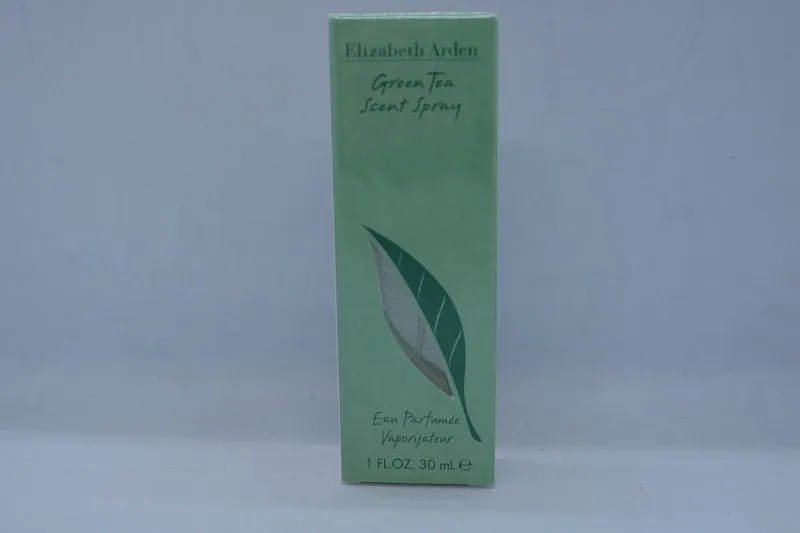 Elizabeth Arden
Green Tea
Scent Spray
Eau Parfumée
Vaporisateur
1 FL.OZ. 30 mL ℮